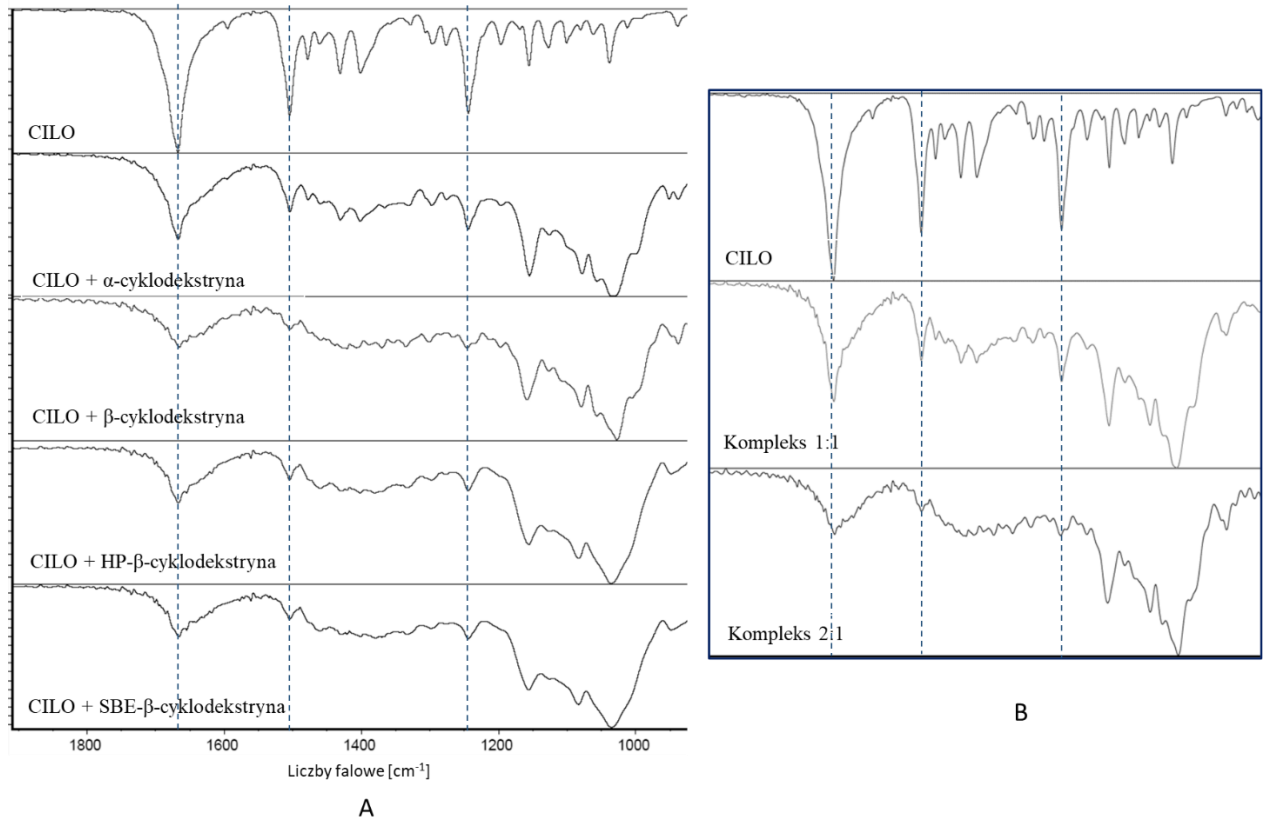 CILO
CILO + α-cyklodekstryna
CILO + β-cyklodekstryna
CILO + HP-β-cyklodekstryna
CILO + SBE-β-cyklodekstryna
1800 1600 1400 1200 1000
Liczby falowe [cm⁻¹]
A
CILO
Kompleks 1:1
Kompleks 2:1
B